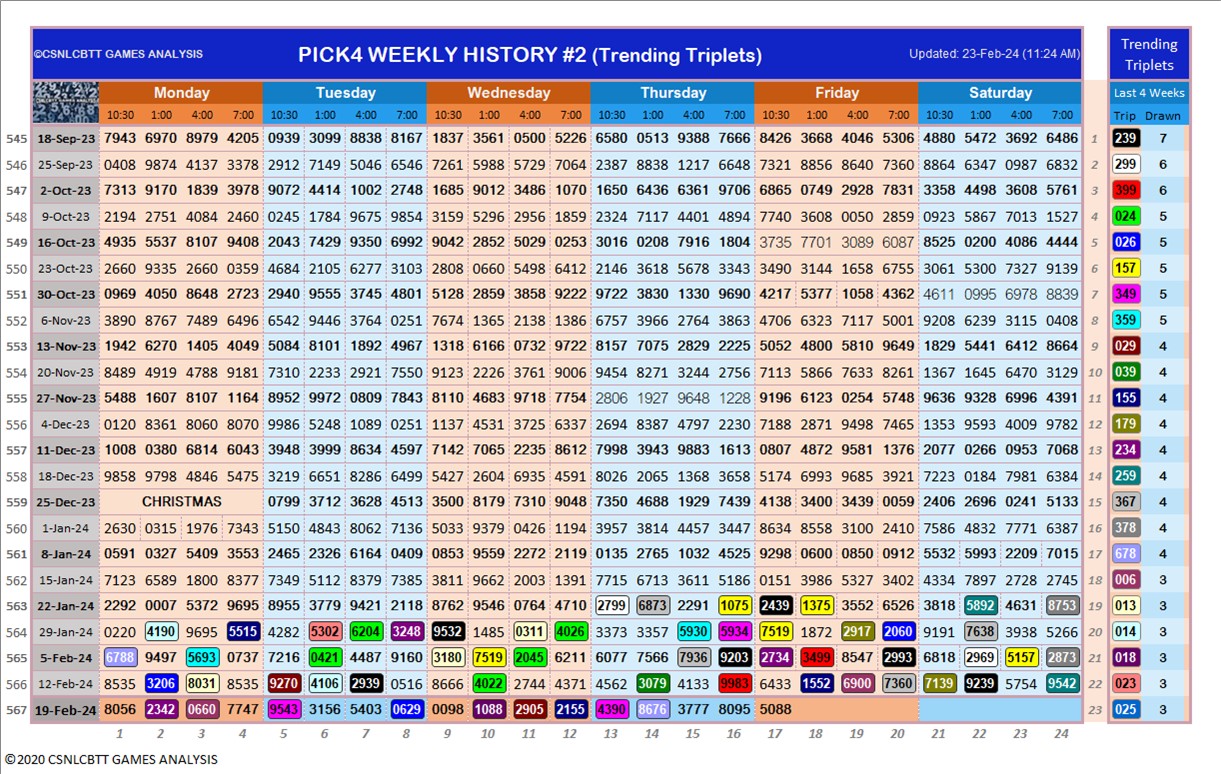 ©CSNLCBTT GAMES ANALYSIS PICK4 WEEKLY HISTORY #2 (Trending Triplets) Updated: 23-Feb-24 (11:24 AM) Trending Triplets
Monday Tuesday Wednesday Thursday Friday Saturday Last 4 Weeks
10:30 1:00 4:00 7:00 10:30 1:00 4:00 7:00 10:30 1:00 4:00 7:00 10:30 1:00 4:00 7:00 10:30 1:00 4:00 7:00 10:30 1:00 4:00 7:00 Trip Drawn
545 18-Sep-23 7943 6970 8979 4205 0939 3099 8838 8167 1837 3561 0500 5226 6580 0513 9388 7666 8426 3668 4046 5306 4880 5472 3692 6486 1 239 7
546 25-Sep-23 0408 9874 4137 3378 2912 7149 5046 6546 7261 5988 5729 7064 2387 8838 1217 6648 7321 8856 8640 7360 8864 6347 0987 6832 2 299 6
547 2-Oct-23 7313 9170 1839 3978 9072 4414 1002 2748 1685 9012 3486 1070 1650 6436 6361 9706 6865 0749 2928 7831 3358 4498 3608 5761 3 399 6
548 9-Oct-23 2194 2751 4084 2460 0245 1784 9675 9854 3159 5296 2956 1859 2324 7117 4401 4894 7740 3608 0050 2859 0923 5867 7013 1527 4 024 5
549 16-Oct-23 4935 5537 8107 9408 2043 7429 9350 6992 9042 2852 5029 0253 3016 0208 7916 1804 3735 7701 3089 6087 8525 0200 4086 4444 5 026 5
550 23-Oct-23 2660 9335 2660 0359 4684 2105 6277 3103 2808 0660 5498 6412 2146 3618 5678 3343 3490 3144 1658 6755 3061 5300 7327 9139 6 157 5
551 30-Oct-23 0969 4050 8648 2723 2940 9555 3745 4801 9128 2859 3858 9222 9722 3830 1330 9690 4217 5377 1058 4362 4611 0995 6978 8839 7 349 5
552 6-Nov-23 3890 8767 7489 6496 6542 9446 3764 0251 7674 1365 2138 1386 6757 3966 2764 3863 4706 6323 7117 5001 9208 6239 3115 0408 8 359 5
553 13-Nov-23 1942 6270 1405 4049 5084 8101 1892 4967 1318 6166 0732 9722 8157 7075 2829 2225 5052 4800 5810 9649 1829 5441 6412 8664 9 029 4
554 20-Nov-23 8489 4919 4788 9181 7310 2233 2921 7550 9123 2226 3761 9006 9454 8271 3244 2756 7113 5866 7633 8261 1367 1645 6470 3129 10 039 4
555 27-Nov-23 5488 1607 8107 1164 8952 9972 0809 7843 8110 4683 9718 7754 2806 1927 9648 1228 9196 6123 0254 5748 9636 9328 6996 4391 11 155 4
556 4-Dec-23 0120 8361 8060 8070 9986 5248 1089 0251 1137 4531 3725 6337 2694 8387 4797 2230 7188 2871 9498 7465 1353 9593 4009 9782 12 179 4
557 11-Dec-23 1008 0380 6814 6043 3948 3999 8634 4597 7142 7065 2235 8612 7998 3943 9883 1613 0807 4872 9581 1376 2077 0266 0953 7068 13 234 4
558 18-Dec-23 9858 9798 4846 5475 3219 6651 8286 6494 5427 2604 6935 4591 8026 2065 1368 3658 5174 6993 9685 3921 7223 0184 7981 6384 14 259 4
559 25-Dec-23 CHRISTMAS 0799 3712 3628 4513 3500 8179 7310 9048 7350 4688 1929 7439 4138 3400 3439 0059 2406 2696 0241 5133 15 367 4
560 1-Jan-24 2630 0315 1976 7343 5150 4843 8062 7136 5033 9379 0426 1194 3957 3814 4457 3447 8634 8558 3100 2410 7586 4832 7771 6387 16 378 4
561 8-Jan-24 0591 0327 5409 3553 2465 2326 6164 0409 0853 9559 2272 2119 0135 2765 1032 4525 9298 0600 0850 0912 5532 5993 2209 7015 17 678 4
562 15-Jan-24 7123 6589 1800 8377 7349 5112 8379 7385 3811 9662 2003 1391 7715 6713 3611 5186 0151 3986 5327 3402 4334 7897 2728 2745 18 006 3
563 22-Jan-24 2292 0007 5372 9695 8955 3779 9421 2118 8762 9546 0764 4710 2799 6873 2291 1075 2439 1375 3552 6526 3818 5892 4631 8753 19 013 3
564 29-Jan-24 0220 4190 9695 5515 4282 5302 6204 3248 9532 1485 0311 4026 3373 3357 5930 5934 7519 1872 2917 2060 9191 7638 3938 5266 20 014 3
565 5-Feb-24 6788 9497 5693 0737 7216 0421 4487 9160 3180 7519 2045 6211 6077 7566 7936 9203 2734 3499 8547 2993 6818 2969 5157 2873 21 018 3
566 12-Feb-24 8535 3206 8031 8535 9270 4106 2939 0516 8666 4022 2744 4371 4562 3079 4133 9983 6433 1552 6900 7360 7139 9239 5754 9542 22 023 3
567 19-Feb-24 8056 2342 0660 7747 9543 3156 5403 0629 0098 1088 2905 2155 4390 8676 3777 8095 5088 23 025 3
1 2 3 4 5 6 7 8 9 10 11 12 13 14 15 16 17 18 19 20 21 22 23 24
©2020 CSNLCBTT GAMES ANALYSIS